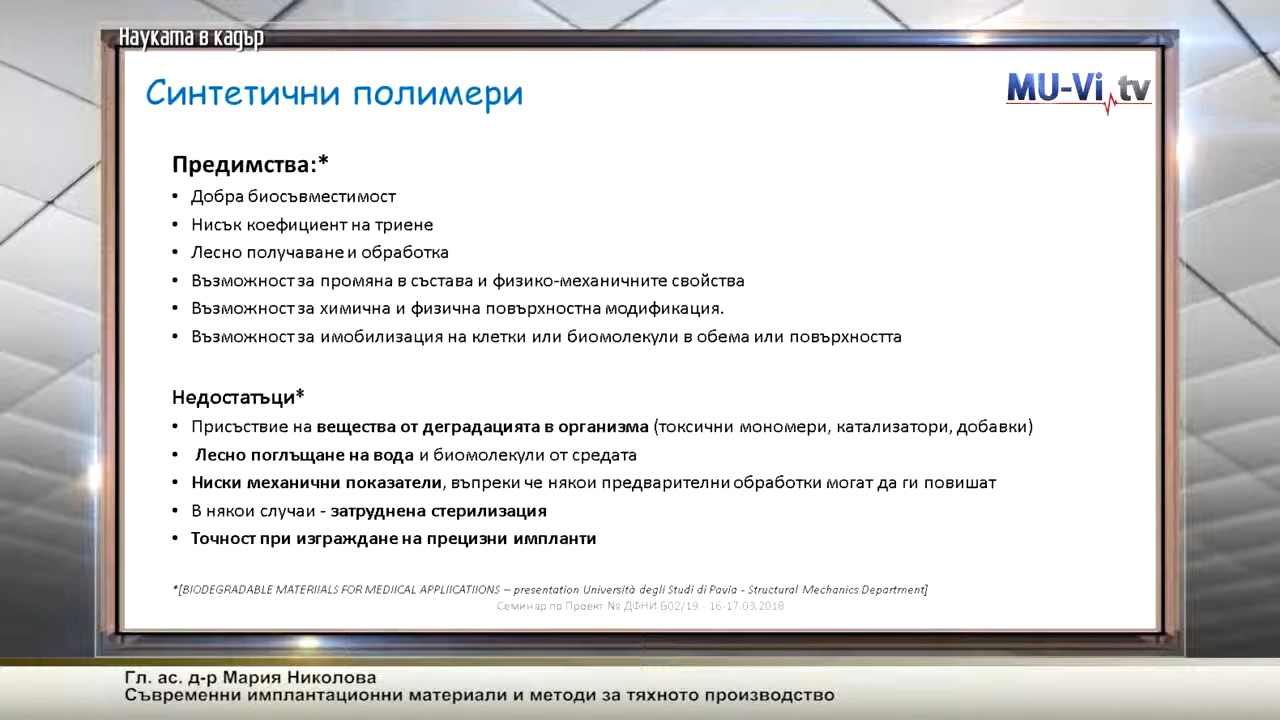 Науката в кадър
Синтетични полимери
MU-Vi.tv
Предимства:*
• Добра биосъвместимост
• Нисък коефициент на триене
• Лесно получаване и обработка
• Възможност за промяна в състава и физико-механичните свойства
• Възможност за химична и физична повърхностна модификация.
• Възможност за имобилизация на клетки или биомолекули в обема или повърхността
Недостатъци*
• Присъствие на вещества от деградацията в организма (токсични мономери, катализатори, добавки)
• Лесно поглъщане на вода и биомолекули от средата
• Ниски механични показатели, въпреки че някои предварителни обработки могат да ги повишат
• В някои случаи - затруднена стерилизация
• Точност при изграждане на прецизни импланти
*[BIODEGRADABLE MATERIIALS FOR MEDIICAL APPLIICATIIONS – presentation Università degli Studi di Pavia - Structural Mechanics Department]
Семинар по Проект № ДФНИ Б02/19 - 16-17.03.2018
Гл. ас. д-р Мария Николова
Съвременни имплантационни материали и методи за тяхното производство